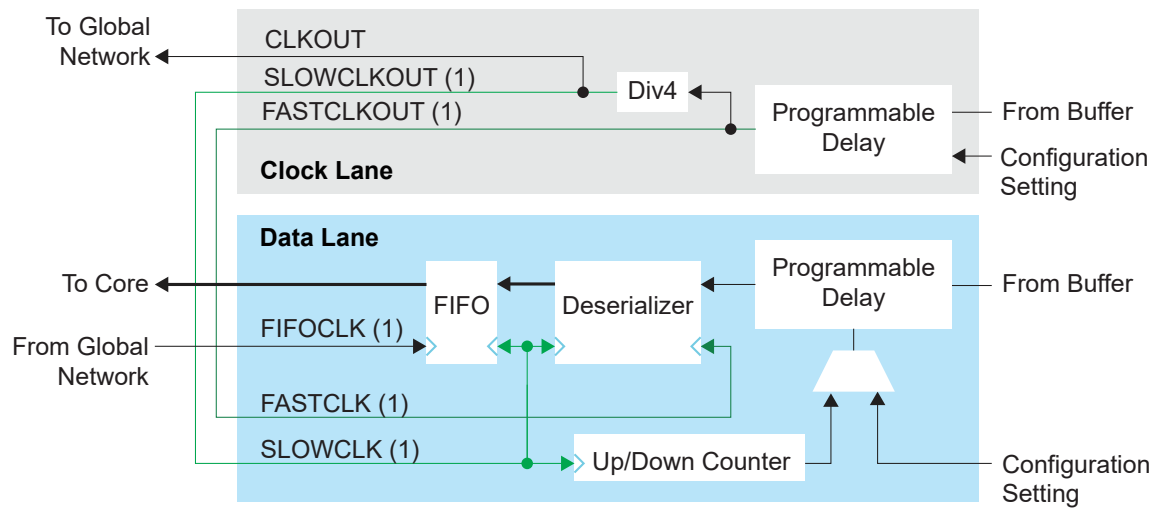 To Global
Network
CLKOUT
SLOWCLKOUT (1)
FASTCLKOUT (1)
Div4
Programmable
Delay
From Buffer
Configuration
Setting
Clock Lane
Data Lane
To Core
FIFO
Deserializer
Programmable
Delay
From Buffer
FIFOCLK (1)
From Global
Network
FASTCLK (1)
SLOWCLK (1)
Up/Down Counter
Configuration
Setting